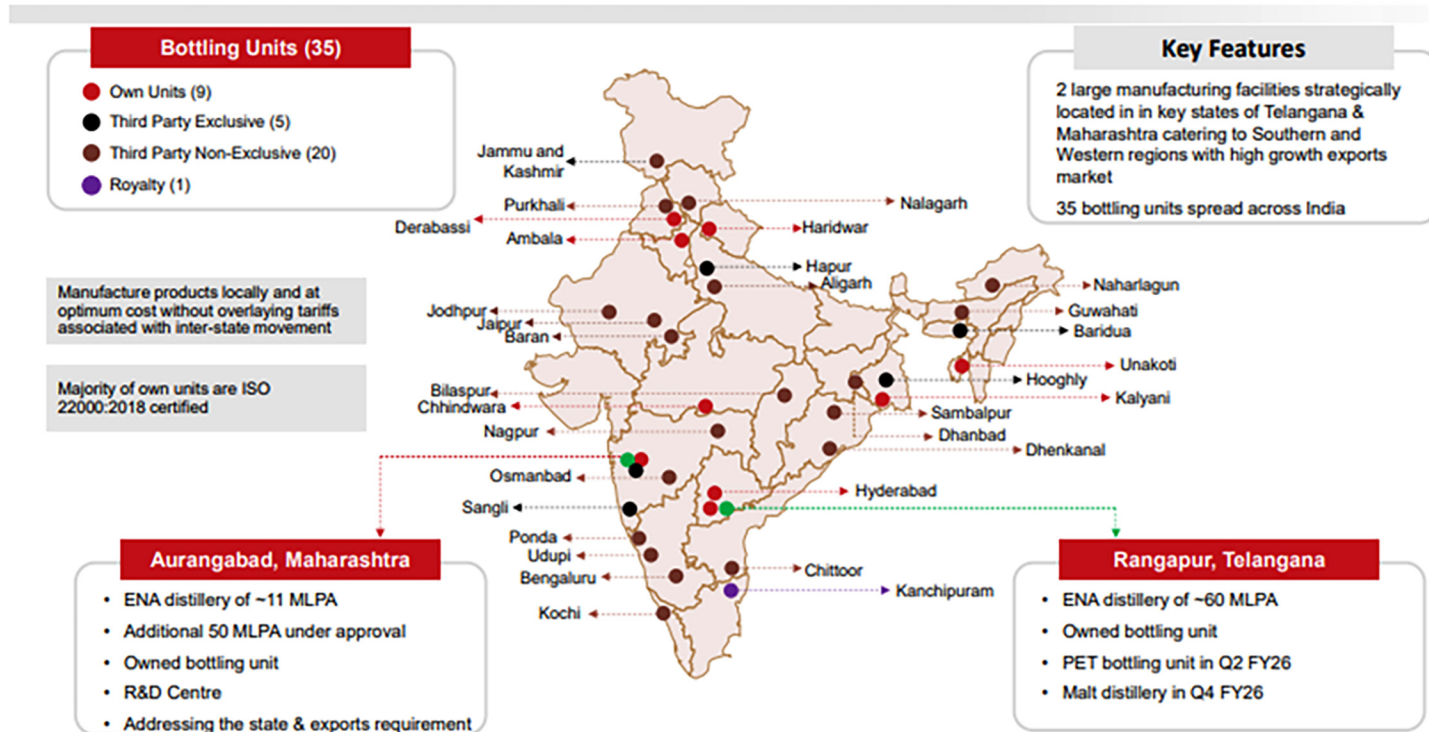 Bottling Units (35)
Own Units (9)
Third Party Exclusive (5)
Third Party Non-Exclusive (20)
Royalty (1)
Key Features
2 large manufacturing facilities strategically
located in in key states of Telangana &
Maharashtra catering to Southern and
Western regions with high growth exports
market
35 bottling units spread across India
Manufacture products locally and at
optimum cost without overlaying tariffs
associated with inter-state movement
Majority of own units are ISO
22000:2018 certified
Jammu and
Kashmir
Purkhali
Nalagarh
Derabassi
Haridwar
Ambala
Hapur
Aligarh
Naharlagun
Jodhpur
Guwahati
Jaipur
Baridua
Baran
Unakoti
Hooghly
Bilaspur
Kalyani
Chhindwara
Sambalpur
Nagpur
Dhanbad
Dhenkanal
Osmanbad
Hyderabad
Sangli
Ponda
Udupi
Chittoor
Bengaluru
Kanchipuram
Kochi
Aurangabad, Maharashtra
• ENA distillery of ~11 MLPA
• Additional 50 MLPA under approval
• Owned bottling unit
• R&D Centre
• Addressing the state & exports requirement
Rangapur, Telangana
• ENA distillery of ~60 MLPA
• Owned bottling unit
• PET bottling unit in Q2 FY26
• Malt distillery in Q4 FY26